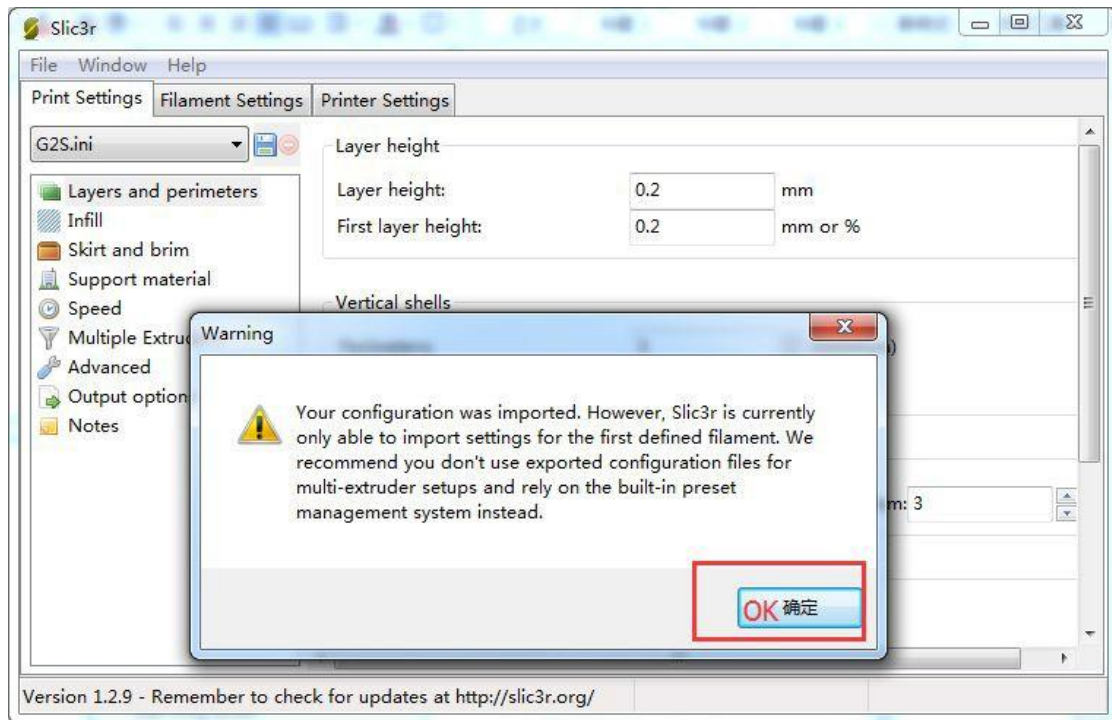 Slic3r
File Window Help
Print Settings Filament Settings Printer Settings
G2S.ini
Layer height
Layers and perimeters
Layer height: 0.2 mm
Infill
First layer height: 0.2 mm or %
Skirt and brim
Support material
Speed
Vertical shells
Multiple Extru
Warning
Advanced
Output option
Notes
Your configuration was imported. However, Slic3r is currently
only able to import settings for the first defined filament. We
recommend you don't use exported configuration files for
multi-extruder setups and rely on the built-in preset
management system instead.
m: 3
OK 确定
Version 1.2.9 - Remember to check for updates at http://slic3r.org/